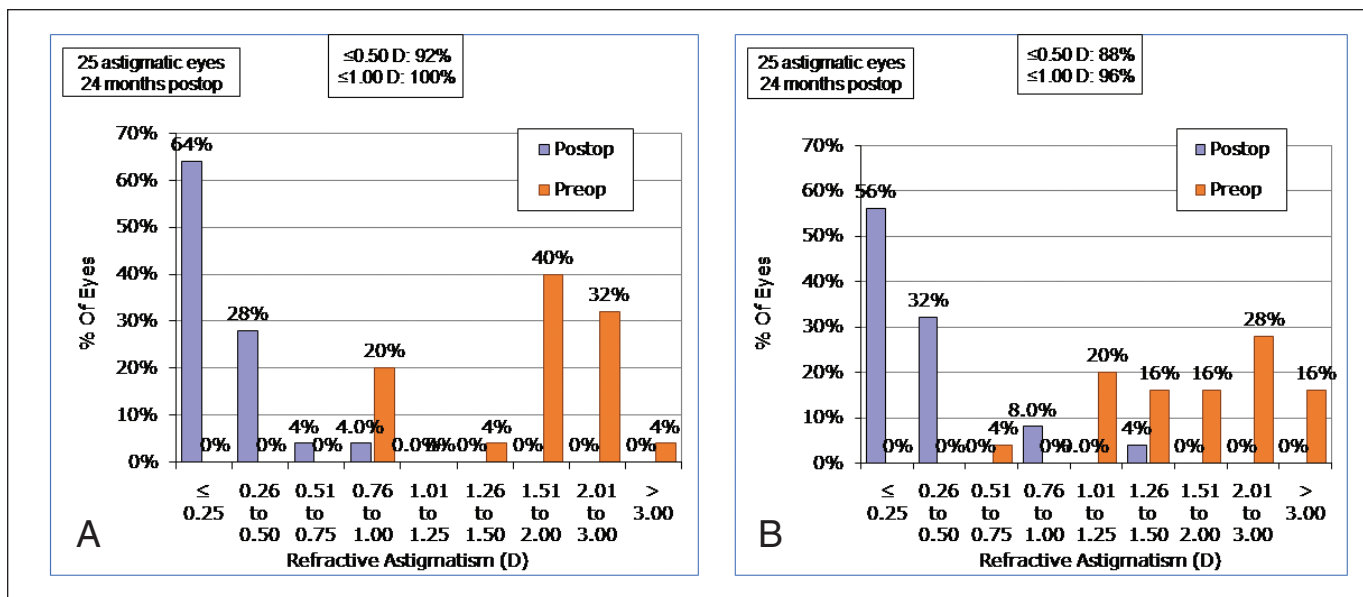 25 astigmatic eyes
24 months postop
≤0.50 D: 92%
≤1.00 D: 100%
70%
60%
50%
40%
30%
20%
10%
0%
% Of Eyes
Postop
Preop
64%
0%
28%
0%
4%
0%
4.0%
20%
0.0%
0%
4%
0%
40%
0%
32%
0%
4%
≤ 0.26 0.51 0.76 1.01 1.26 1.51 2.01 >
0.25 to to to to to to to 3.00
0.50 0.75 1.00 1.25 1.50 2.00 3.00
Refractive Astigmatism (D)
A
25 astigmatic eyes
24 months postop
≤0.50 D: 88%
≤1.00 D: 96%
70%
60%
50%
40%
30%
20%
10%
0%
% Of Eyes
Postop
Preop
56%
0%
32%
0%
0%
4%
8.0%
0%
0.0%
20%
4%
16%
0%
16%
0%
28%
0%
16%
≤ 0.26 0.51 0.76 1.01 1.26 1.51 2.01 >
0.25 to to to to to to to 3.00
0.50 0.75 1.00 1.25 1.50 2.00 3.00
Refractive Astigmatism (D)
B